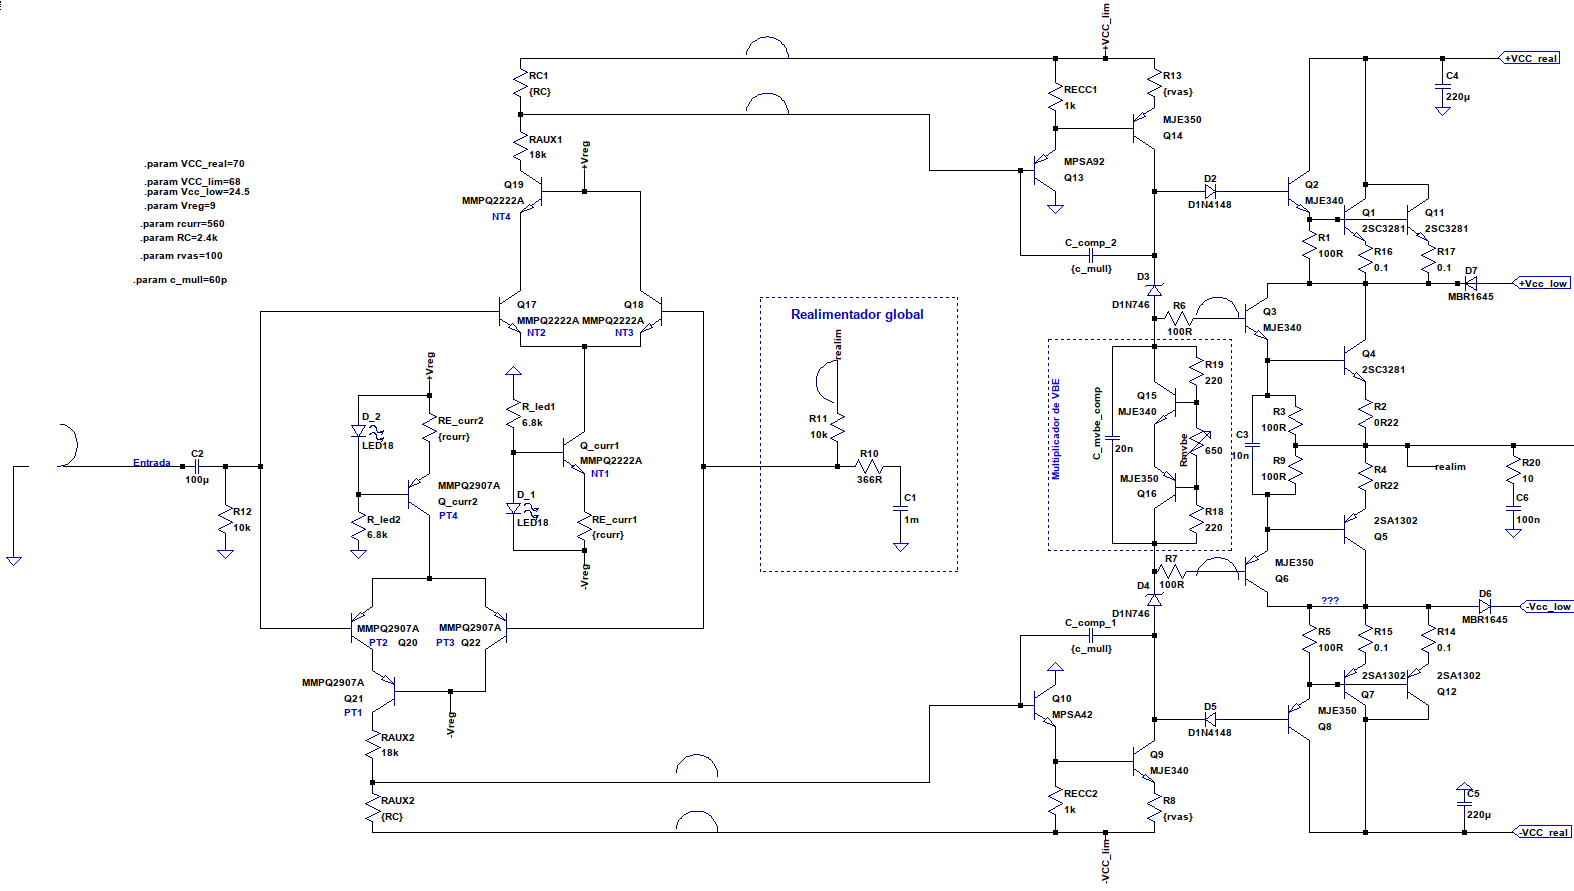 +VCC_lim
RC1
{RC}
RECC1
1k
R13
{rvas}
+VCC_real
C4
220µ
RAUX1
18k
+Vreg
MJE350
Q14
.param VCC_real=70
.param VCC_lim=68
.param Vcc_low=24.5
.param Vreg=9
.param rcurr=560
.param RC=2.4k
.param rvas=100
.param c_mull=60p
Q19
MMPQ2222A
NT4
MPSA92
Q13
D2
D1N4148
Q2
MJE340
Q1
2SC3281
Q11
2SC3281
R1
100R
R16
0.1
R17
0.1
C_comp_2
{c_mull}
D7
MBR1645
+Vcc_low
D3
D1N746
R6
100R
Q3
MJE340
Q17
MMPQ2222A
NT2
Q18
MMPQ2222A
NT3
Realimentador global
realim
R11
10k
R10
366R
C1
1m
+Vreg
D_2
LED18
RE_curr2
{rcurr}
R_led1
6.8k
Q_curr1
MMPQ2222A
NT1
D_1
LED18
RE_curr1
{rcurr}
-Vreg
Entrada
C2
100µ
R12
10k
MMPQ2907A
Q_curr2
PT4
R_led2
6.8k
Multiplicador de VBE
C_mvbe_comp
20n
Q15
MJE340
R19
220
Rmvbe
650
MJE350
Q16
R18
220
Q4
2SC3281
R3
100R
R2
0R22
C3
10n
R9
100R
R4
0R22
realim
R20
10
C6
100n
2SA1302
Q5
R7
100R
MJE350
Q6
D4
D1N746
???
D6
MBR1645
-Vcc_low
MMPQ2907A
PT2
Q20
MMPQ2907A
PT3
Q22
C_comp_1
{c_mull}
R5
100R
R15
0.1
R14
0.1
MMPQ2907A
Q21
PT1
-Vreg
Q10
MPSA42
D5
D1N4148
2SA1302
Q7
2SA1302
Q12
MJE350
Q8
RAUX2
18k
Q9
MJE340
RAUX2
{RC}
RECC2
1k
R8
{rvas}
C5
220µ
-VCC_real
-VCC_lim